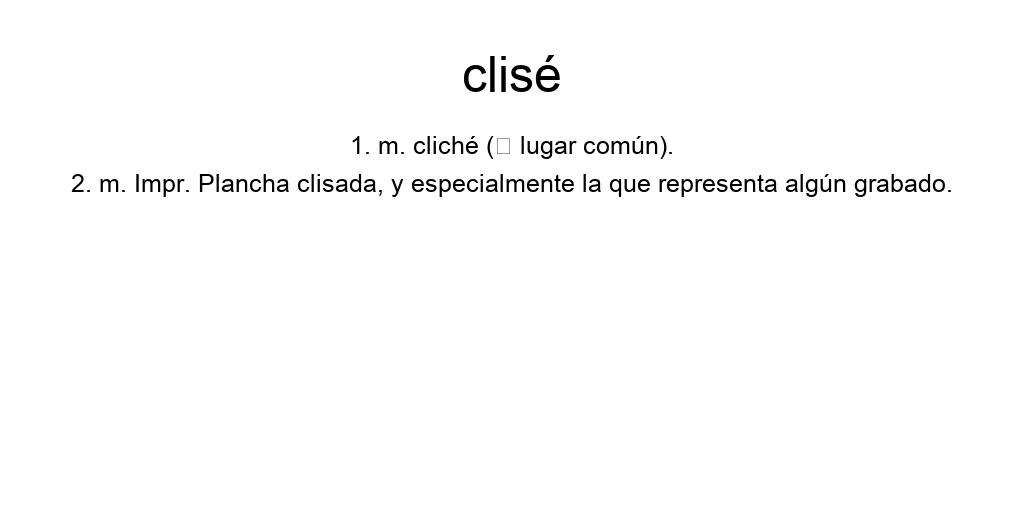 clisé
1. m. cliché (□ lugar común).
2. m. Impr. Plancha clisada, y especialmente la que representa algún grabado.